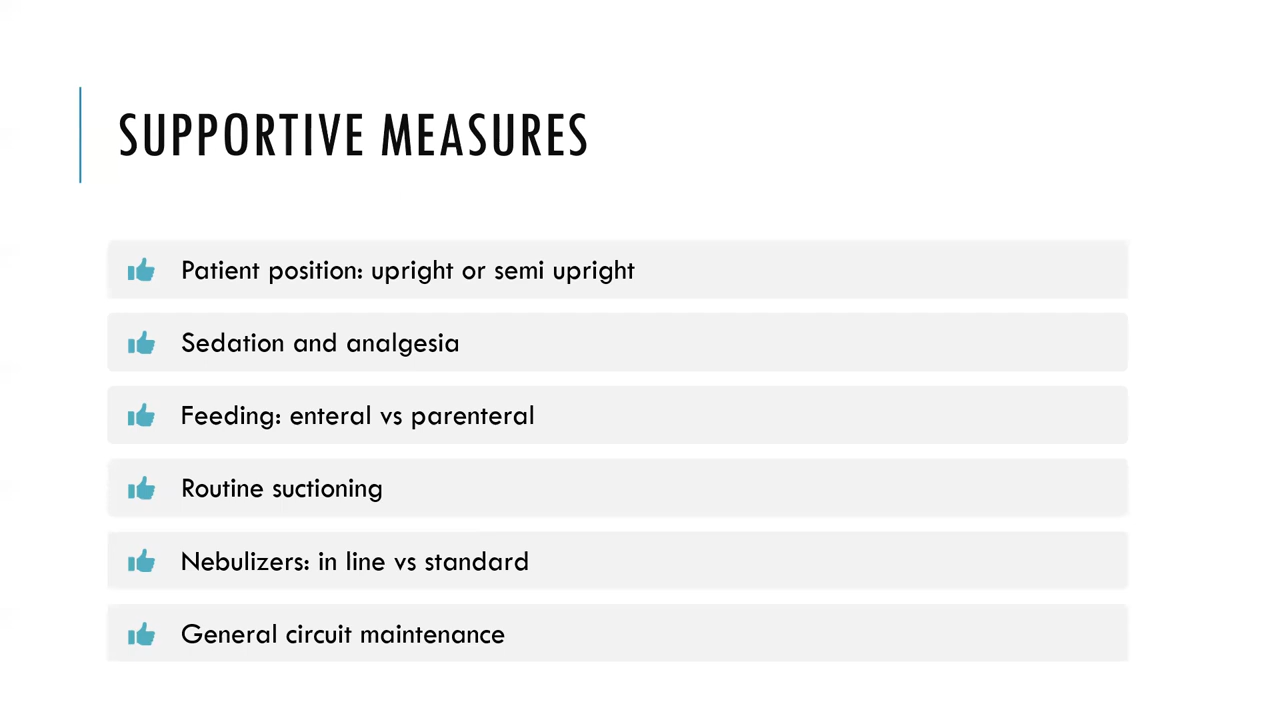 SUPPORTIVE MEASURES
Patient position: upright or semi upright
Sedation and analgesia
Feeding: enteral vs parenteral
Routine suctioning
Nebulizers: in line vs standard
General circuit maintenance